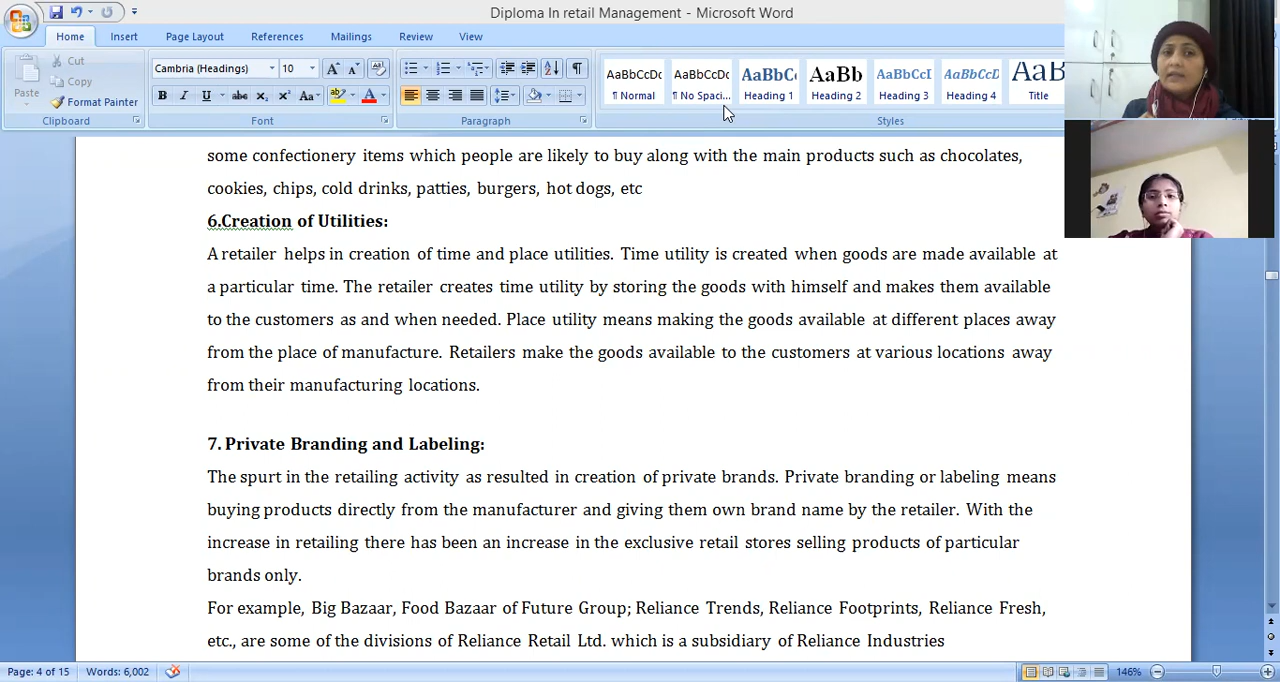 Diploma In retail Management - Microsoft Word
Home Insert Page Layout References Mailings Review View
Paste Cut Copy Format Painter
Clipboard
Cambria (Headings) 10
Font
Paragraph
AaBbCcDc AaBbCcDc AaBbC AaBb AaBbCcI AaBbCcD AaB
¶ Normal ¶ No Spaci... Heading 1 Heading 2 Heading 3 Heading 4 Title
Styles
some confectionery items which people are likely to buy along with the main products such as chocolates,
cookies, chips, cold drinks, patties, burgers, hot dogs, etc
6.Creation of Utilities:
A retailer helps in creation of time and place utilities. Time utility is created when goods are made available at
a particular time. The retailer creates time utility by storing the goods with himself and makes them available
to the customers as and when needed. Place utility means making the goods available at different places away
from the place of manufacture. Retailers make the goods available to the customers at various locations away
from their manufacturing locations.
7. Private Branding and Labeling:
The spurt in the retailing activity as resulted in creation of private brands. Private branding or labeling means
buying products directly from the manufacturer and giving them own brand name by the retailer. With the
increase in retailing there has been an increase in the exclusive retail stores selling products of particular
brands only.
For example, Big Bazaar, Food Bazaar of Future Group; Reliance Trends, Reliance Footprints, Reliance Fresh,
etc., are some of the divisions of Reliance Retail Ltd. which is a subsidiary of Reliance Industries
Page: 4 of 15 Words: 6,002 146%